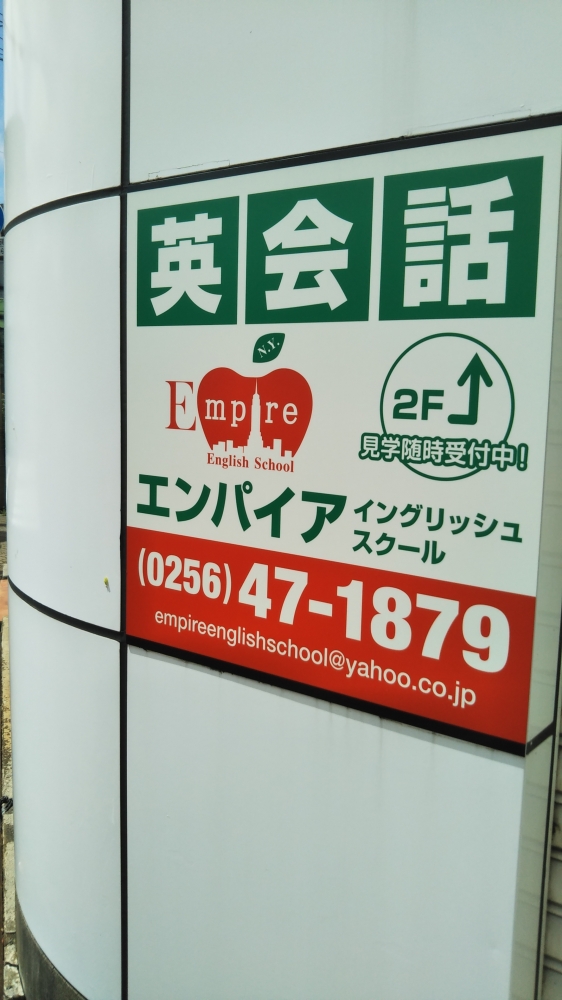 英会話
N.Y.
Empire
English School
2F
見学随時受付中!
エンパイア
イングリッシュ
スクール
(0256)47-1879
empireenglishschool@yahoo.co.jp